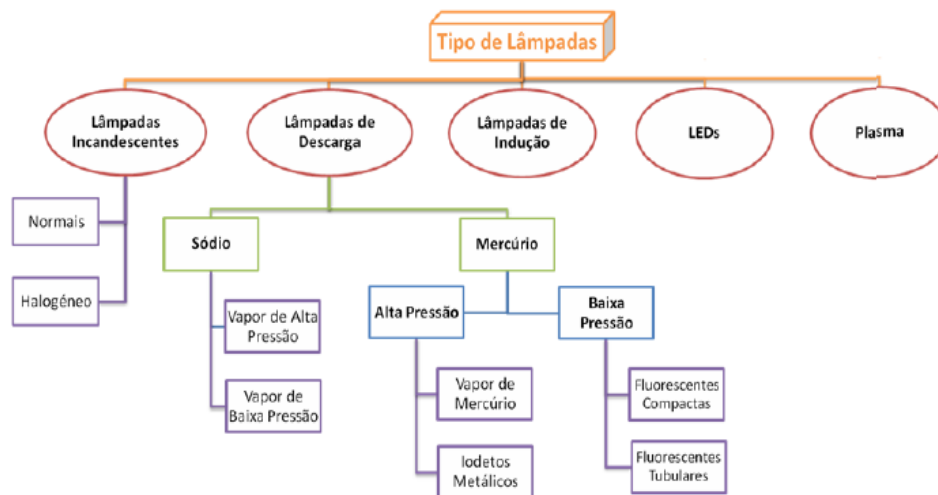 Tipo de Lâmpadas
Lâmpadas
Incandescentes
Lâmpadas de
Descarga
Lâmpadas de
Indução
LEDs
Plasma
Normais
Halogéneo
Sódio
Mercúrio
Vapor de Alta
Pressão
Vapor de
Baixa Pressão
Alta Pressão
Baixa
Pressão
Vapor de
Mercúrio
Iodetos
Metálicos
Fluorescentes
Compactas
Fluorescentes
Tubulares